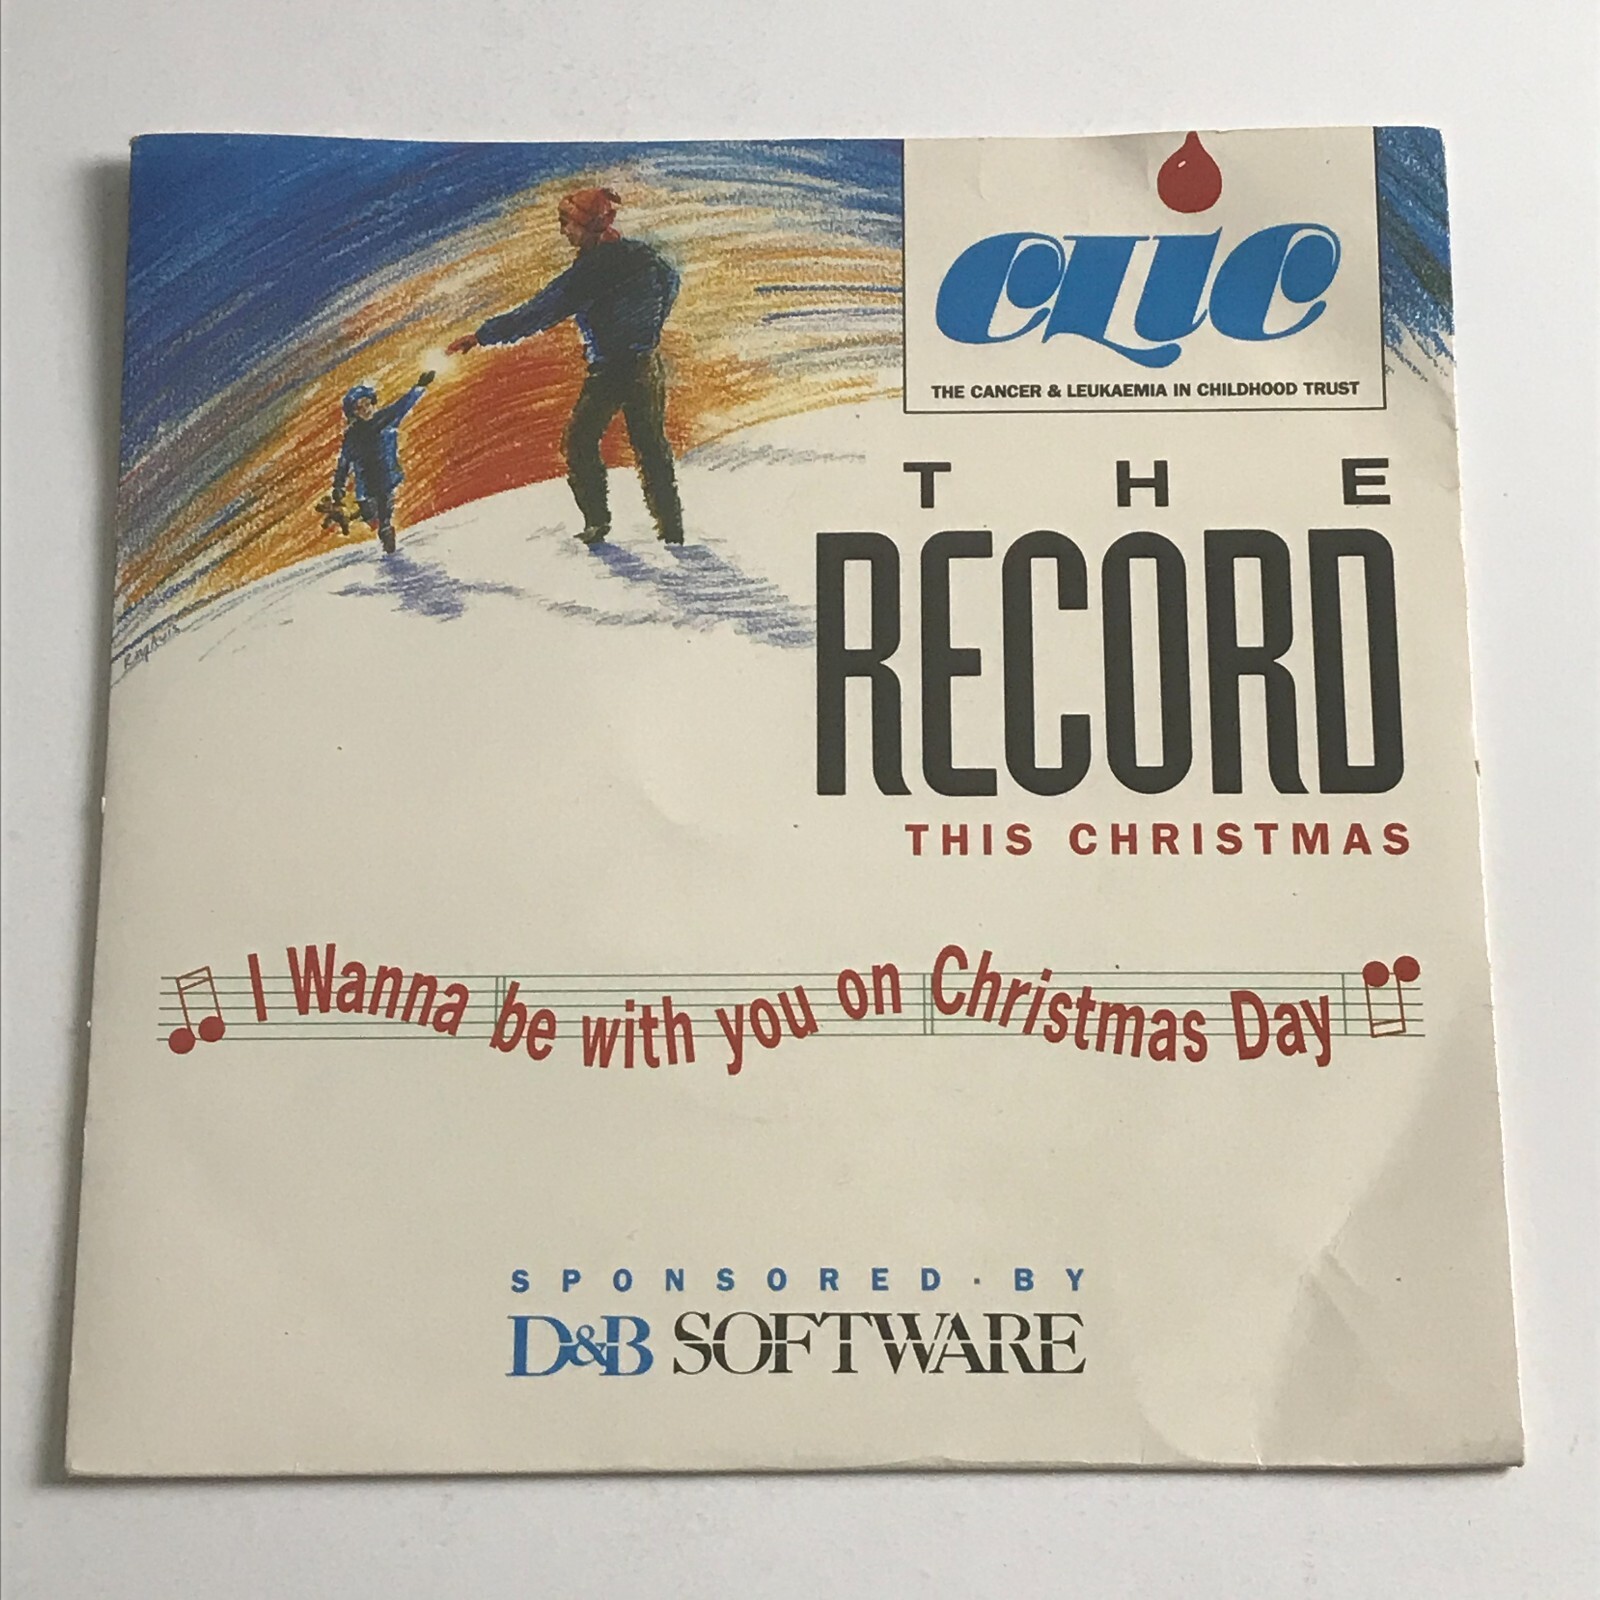 CLiC
THE CANCER & LEUKAEMIA IN CHILDHOOD TRUST
THE
RECORD
THIS CHRISTMAS
I Wanna be with you on Christmas Day
SPONSORED · BY
D&B SOFTWARE